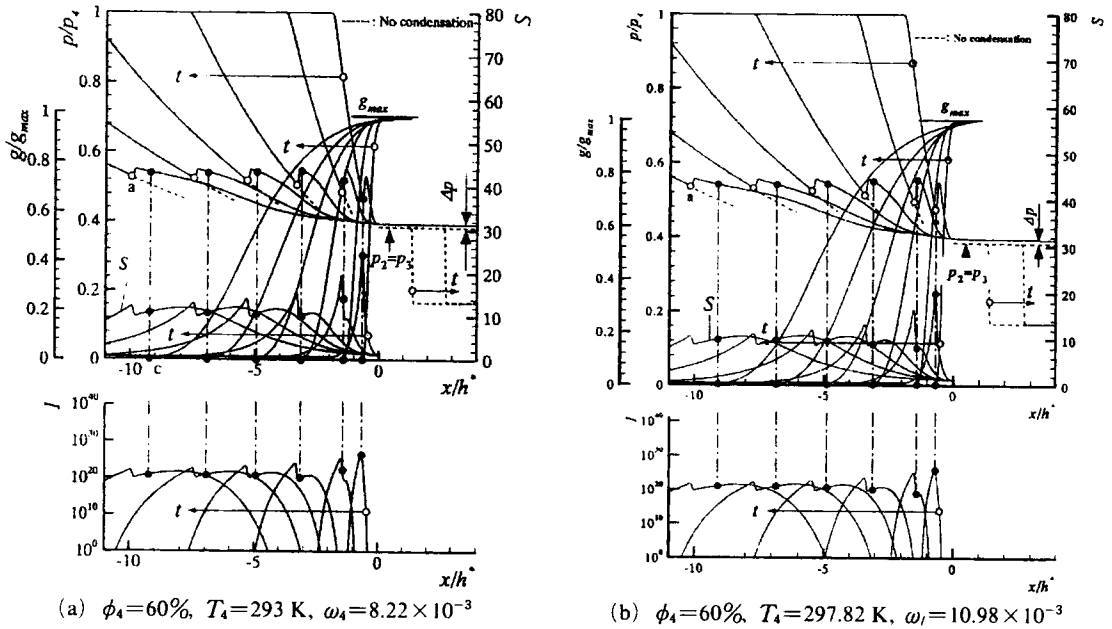 p/p₄
1
0.8
0.6
0.4
0.2
0
g/g_max
1
0.8
0.6
0.4
0.2
0
S
80
70
60
50
40
30
20
10
0
: No condensation
t
g_max
t
a
Δp
p₂=p₃
t
S
t
c
-10
-5
0
x/h*
I
10⁴⁰
10³⁰
10²⁰
10¹⁰
10⁰
t
-10
-5
0
x/h*
(a) ϕ₄=60%, T₄=293 K, ω₄=8.22×10⁻³
p/p₄
1
0.8
0.6
0.4
0.2
0
g/g_max
1
0.8
0.6
0.4
0.2
0
S
80
70
60
50
40
30
20
10
0
: No condensation
t
g_max
t
a
Δp
p₂=p₃
t
S
t
-10
-5
0
x/h*
I
10⁴⁰
10³⁰
10²⁰
10¹⁰
10⁰
t
-10
-5
0
x/h*
(b) ϕ₄=60%, T₄=297.82 K, ω_l=10.98×10⁻³